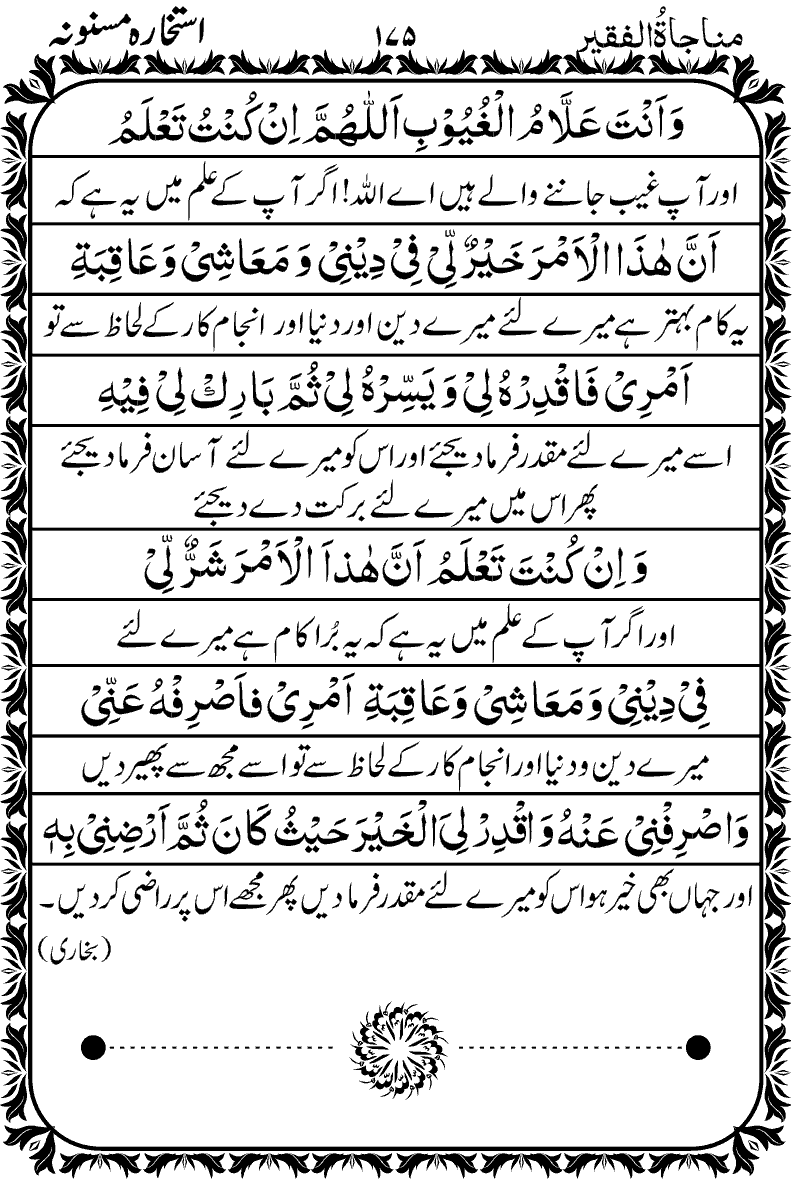 مناجاۃُ الفقیر ۱۷۵ استخارہ مسنونہ
وَاَنْتَ عَلَّامُ الْغُیُوْبِ اَللّٰهُمَّ اِنْ كُنْتُ تَعْلَمُ
اور آپ غیب جاننے والے ہیں اے اللہ! اگر آپ کے علم میں یہ ہے کہ
اَنَّ هٰذَا الْاَمْرَ خَیْرٌ لِّیْ فِیْ دِیْنِیْ وَ مَعَاشِیْ وَ عَاقِبَةِ
یہ کام بہتر ہے میرے لئے میرے دین اور دنیا اور انجام کار کے لحاظ سے تو
اَمْرِیْ فَاقْدِرْهُ لِیْ وَ یَسِّرْهُ لِیْ ثُمَّ بَارِكْ لِیْ فِیْهِ
اسے میرے لئے مقدر فرما دیجئے اور اس کو میرے لئے آسان فرما دیجئے
پھر اس میں میرے لئے برکت دے دیجئے
وَ اِنْ كُنْتَ تَعْلَمُ اَنَّ هٰذاَ الْاَمْرَ شَرٌّ لِّیْ
اور اگر آپ کے علم میں یہ ہے کہ یہ بُرا کام ہے میرے لئے
فِیْ دِیْنِیْ وَ مَعَاشِیْ وَ عَاقِبَةِ اَمْرِیْ فاَصْرِفْهُ عَنِّیْ
میرے دین و دنیا اور انجام کار کے لحاظ سے تو اسے مجھ سے پھیر دیں
وَاصْرِفْنِیْ عَنْهُ وَ اقْدِرْ لِیَ الْخَیْرَ حَیْثُ كَانَ ثُمَّ اَرْضِنِیْ بِهٖ
اور جہاں بھی خیر ہو اس کو میرے لئے مقدر فرما دیں پھر مجھے اس پر راضی کر دیں۔
(بخاری)